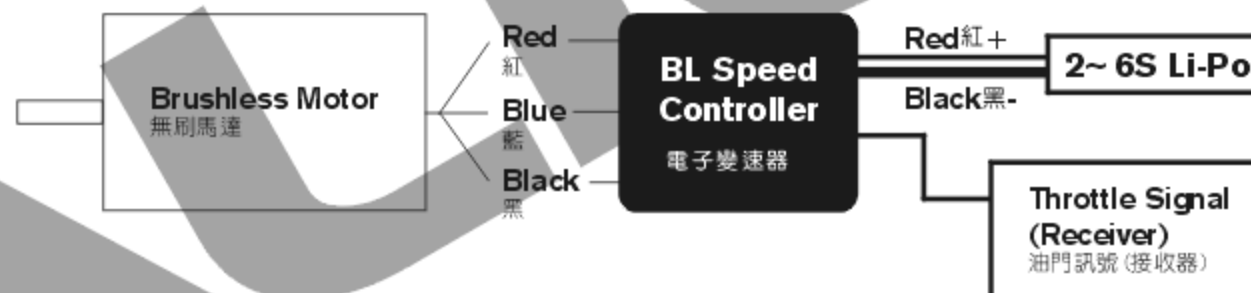 Brushless Motor
無刷馬達
Red
紅
Blue
藍
Black
黑
BL Speed
Controller
電子變速器
Red紅+
Black黑-
2~6S Li-Po
Throttle Signal
(Receiver)
油門訊號(接收器)